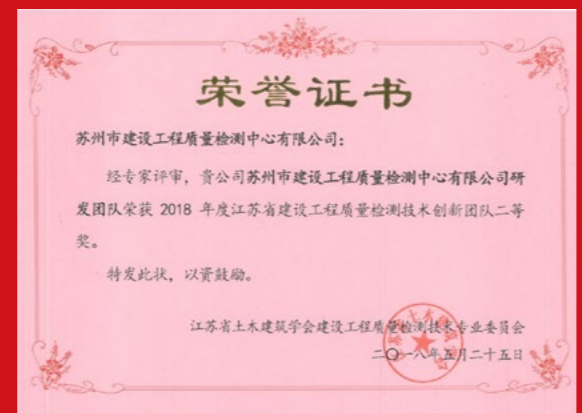 荣誉证书
苏州市建设工程质量检测中心有限公司：
经专家评审，贵公司苏州市建设工程质量检测中心有限公司研
发团队荣获 2018 年度江苏省建设工程质量检测技术创新团队二等
奖。
特发此状，以资鼓励。
江苏省土木建筑学会建设工程质量检测技术专业委员会
二〇一八年五月二十五日